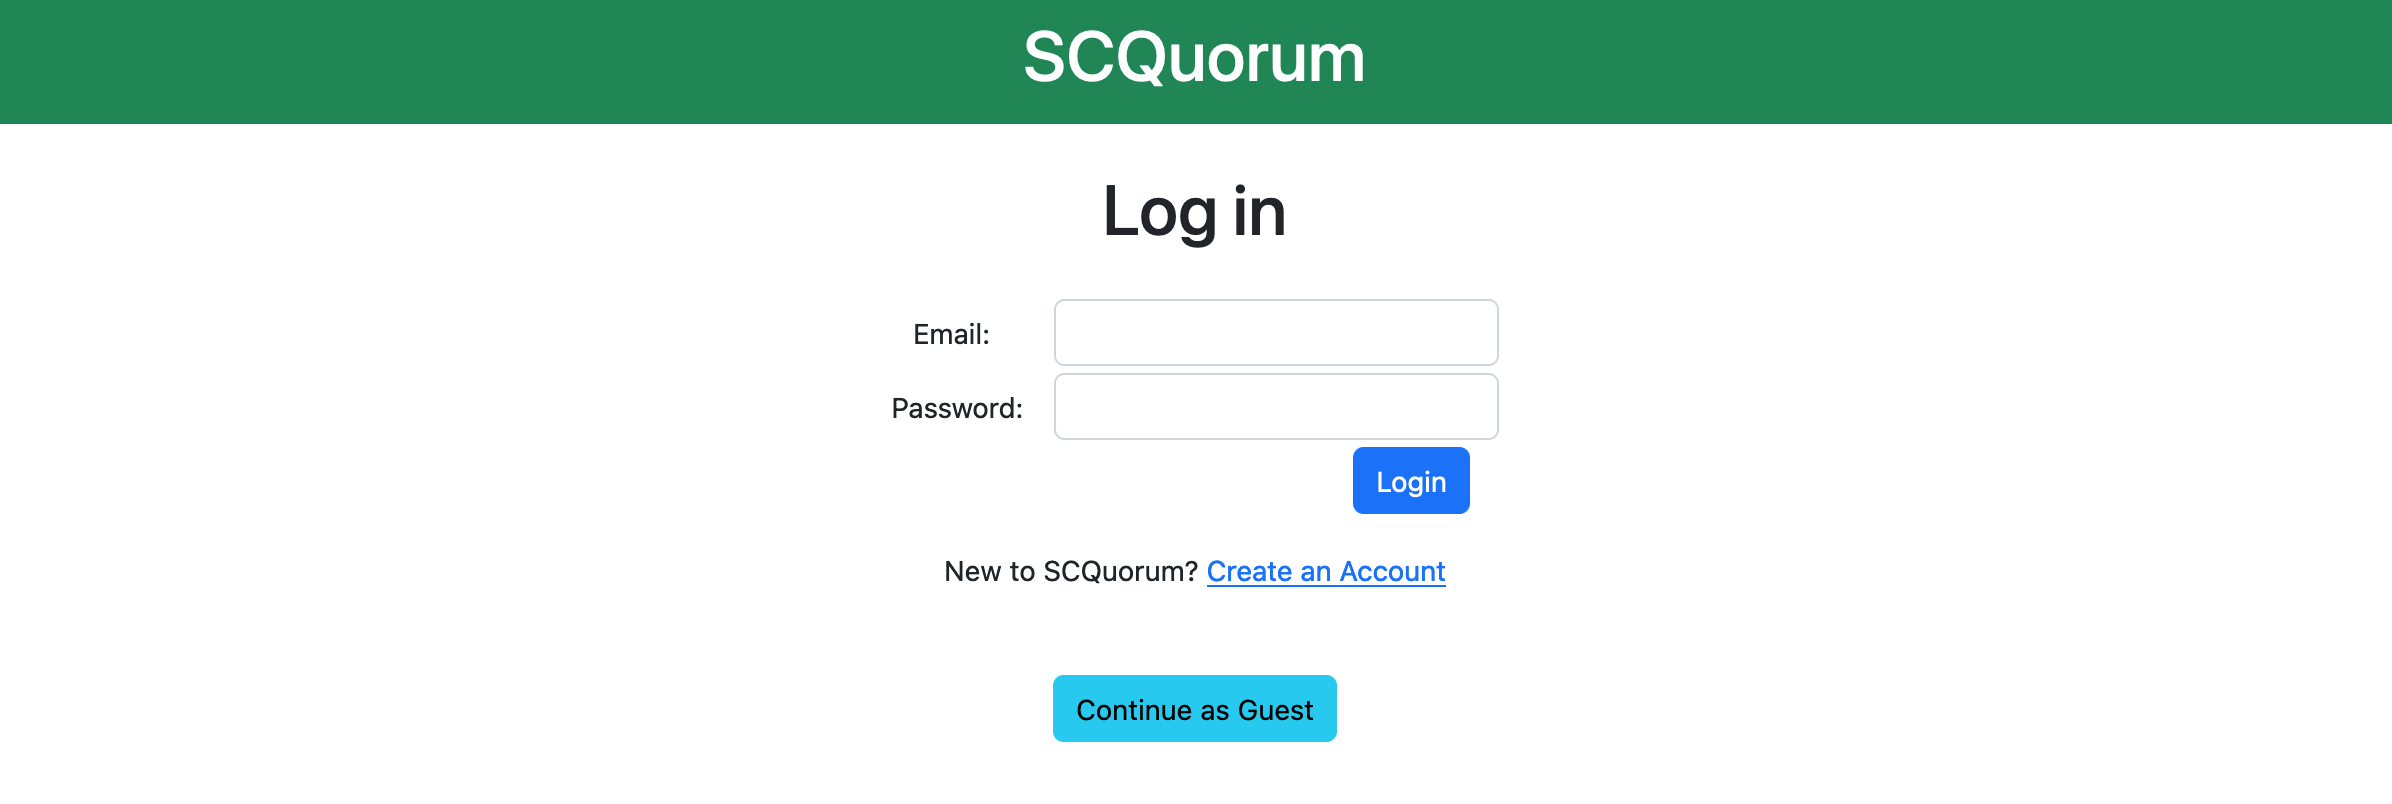 SCQuorum
Log in
Email:
Password:
Login
New to SCQuorum? Create an Account
Continue as Guest